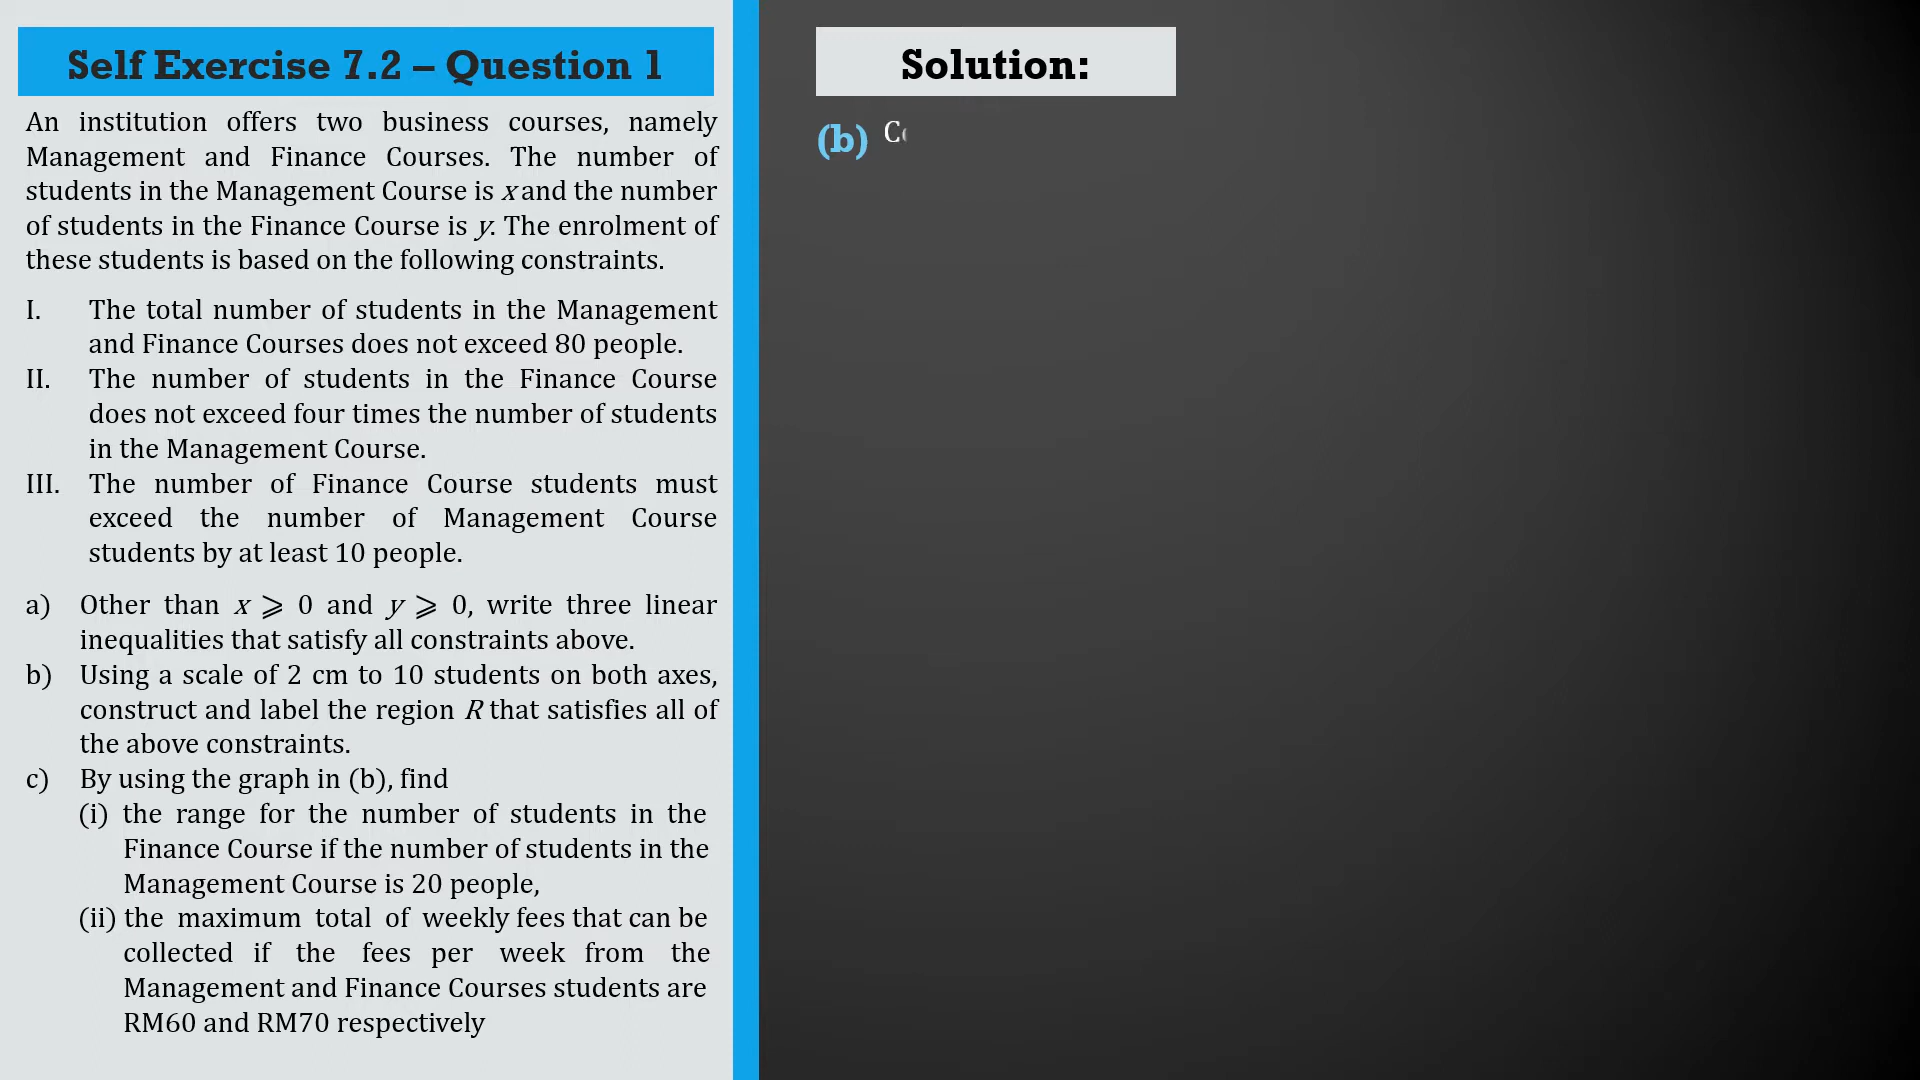 Self Exercise 7.2 – Question 1
An institution offers two business courses, namely
Management and Finance Courses. The number of
students in the Management Course is x and the number
of students in the Finance Course is y. The enrolment of
these students is based on the following constraints.
I. The total number of students in the Management
and Finance Courses does not exceed 80 people.
II. The number of students in the Finance Course
does not exceed four times the number of students
in the Management Course.
III. The number of Finance Course students must
exceed the number of Management Course
students by at least 10 people.
a) Other than x ⩾ 0 and y ⩾ 0, write three linear
inequalities that satisfy all constraints above.
b) Using a scale of 2 cm to 10 students on both axes,
construct and label the region R that satisfies all of
the above constraints.
c) By using the graph in (b), find
(i) the range for the number of students in the
Finance Course if the number of students in the
Management Course is 20 people,
(ii) the maximum total of weekly fees that can be
collected if the fees per week from the
Management and Finance Courses students are
RM60 and RM70 respectively
Solution:
(b)